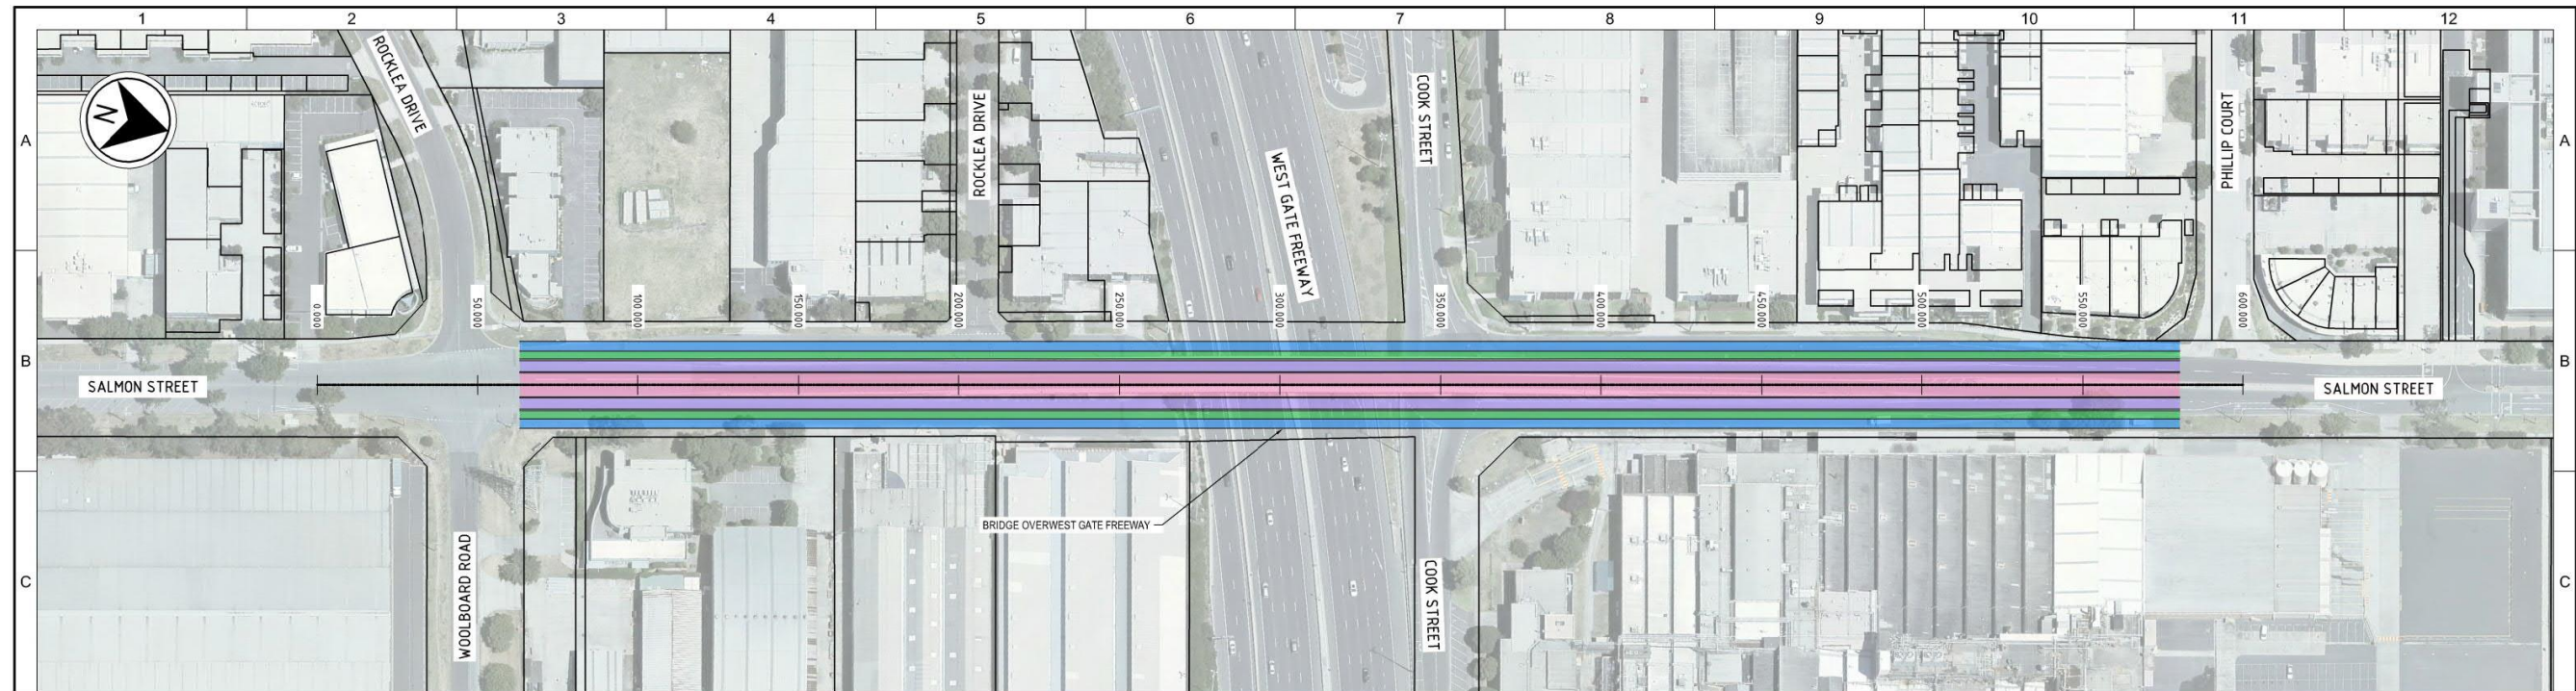 1 2 3 4 5 6 7 8 9 10 11 12
ROCKLEA DRIVE
N
A
ROCKLEA DRIVE
WEST GATE FREEWAY
COOK STREET
PHILLIP COURT
A
0.000
50.000
100.000
150.000
200.000
250.000
300.000
350.000
400.000
450.000
500.000
550.000
600.000
B
SALMON STREET
SALMON STREET
B
BRIDGE OVERWEST GATE FREEWAY
WOOLBOARD ROAD
COOK STREET
C
C